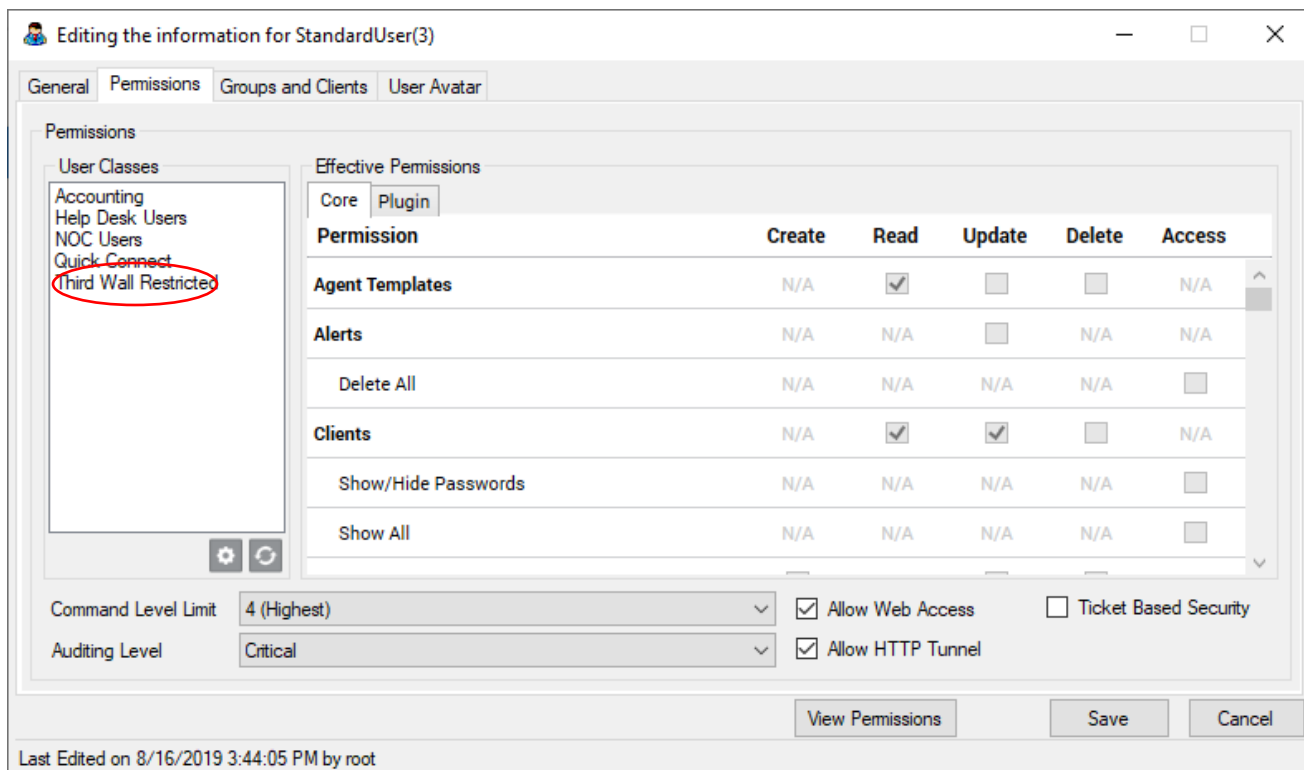 Editing the information for StandardUser(3)
General Permissions Groups and Clients User Avatar
Permissions
User Classes
Accounting
Help Desk Users
NOC Users
Quick Connect
Third Wall Restricted
Effective Permissions
Core Plugin
Permission Create Read Update Delete Access
Agent Templates N/A N/A
Alerts N/A N/A N/A N/A
Delete All N/A N/A N/A N/A
Clients N/A N/A
Show/Hide Passwords N/A N/A N/A N/A
Show All N/A N/A N/A N/A
Command Level Limit 4 (Highest) Allow Web Access Ticket Based Security
Auditing Level Critical Allow HTTP Tunnel
View Permissions Save Cancel
Last Edited on 8/16/2019 3:44:05 PM by root